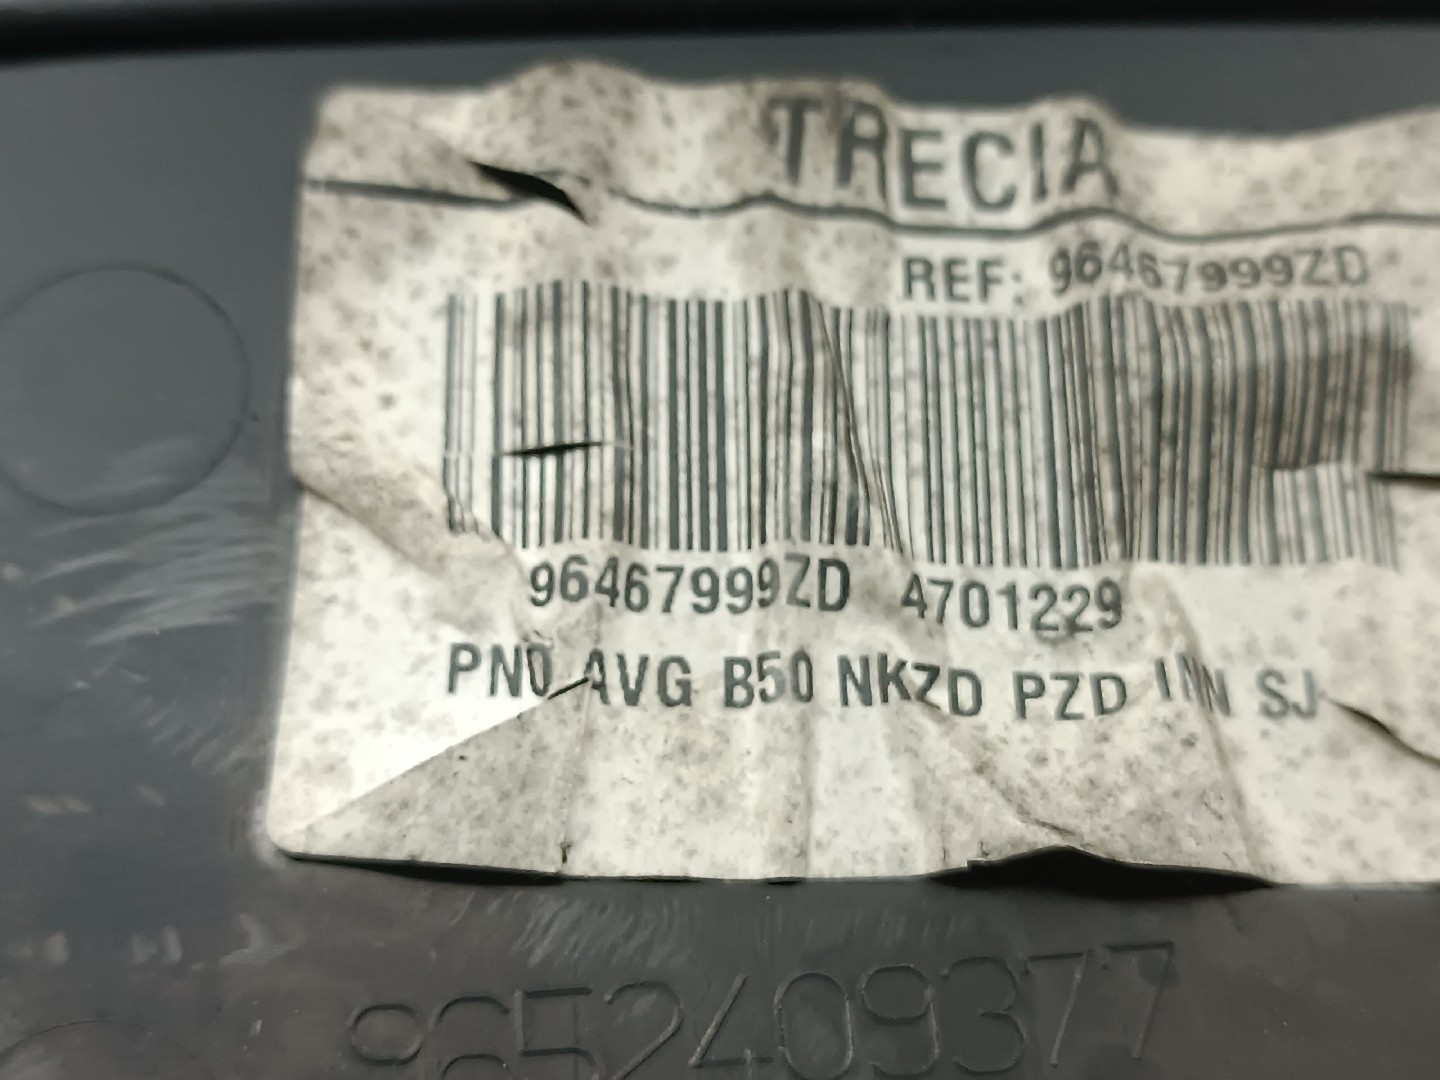 TRECIA
REF: 96467999ZD
96467999ZD 4701229
PN0 AVG B50 NKZD PZD INN SJ
9652409377